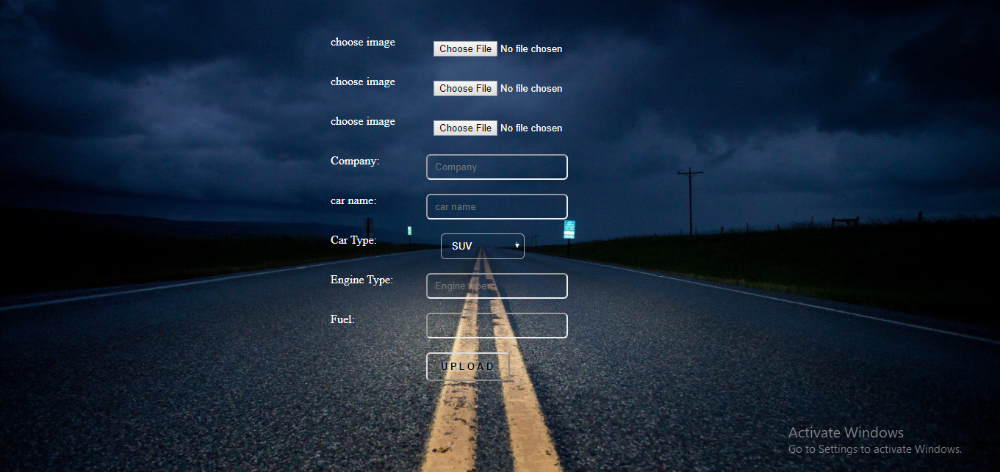 choose image Choose File No file chosen
choose image Choose File No file chosen
choose image Choose File No file chosen
Company: Company
car name: car name
Car Type: SUV
Engine Type: Engine type
Fuel:
UPLOAD
Activate Windows
Go to Settings to activate Windows.